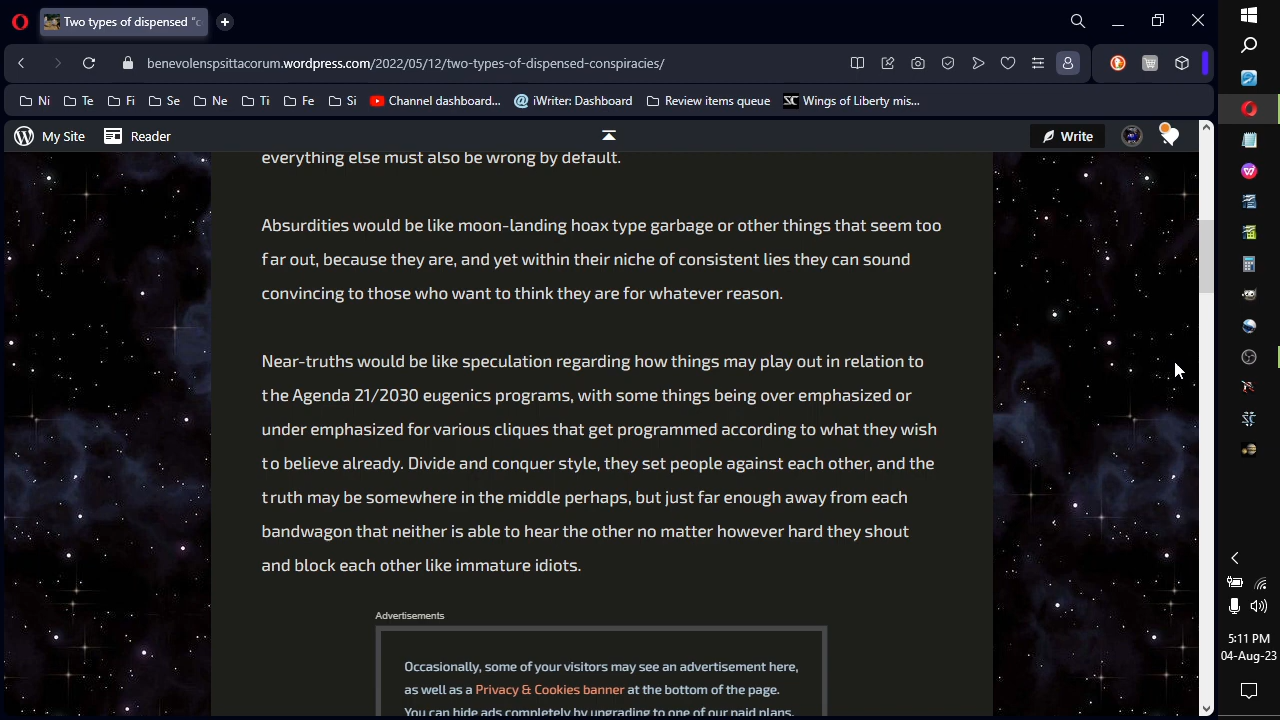 Two types of dispensed "c
benevolenspsittacorum.wordpress.com/2022/05/12/two-types-of-dispensed-conspiracies/
Ni Te Fi Se Ne Ti Fe Si Channel dashboard... iWriter: Dashboard Review items queue Wings of Liberty mis...
My Site Reader Write
everything else must also be wrong by default.
Absurdities would be like moon-landing hoax type garbage or other things that seem too
far out, because they are, and yet within their niche of consistent lies they can sound
convincing to those who want to think they are for whatever reason.
Near-truths would be like speculation regarding how things may play out in relation to
the Agenda 21/2030 eugenics programs, with some things being over emphasized or
under emphasized for various cliques that get programmed according to what they wish
to believe already. Divide and conquer style, they set people against each other, and the
truth may be somewhere in the middle perhaps, but just far enough away from each
bandwagon that neither is able to hear the other no matter however hard they shout
and block each other like immature idiots.
Advertisements
Occasionally, some of your visitors may see an advertisement here,
as well as a Privacy & Cookies banner at the bottom of the page.
You can hide ads completely by upgrading to one of our paid plans.
5:11 PM
04-Aug-23